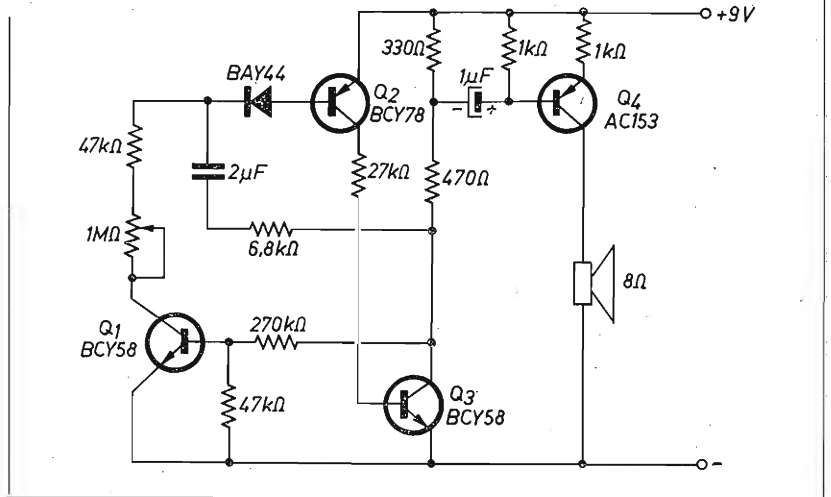 +9V
330Ω
1kΩ
1kΩ
BAY44
1µF
Q2
BCY78
Q4
AC153
- +
47kΩ
2µF
27kΩ
470Ω
1MΩ
6,8kΩ
8Ω
Q1
BCY58
270kΩ
47kΩ
Q3
BCY58
-